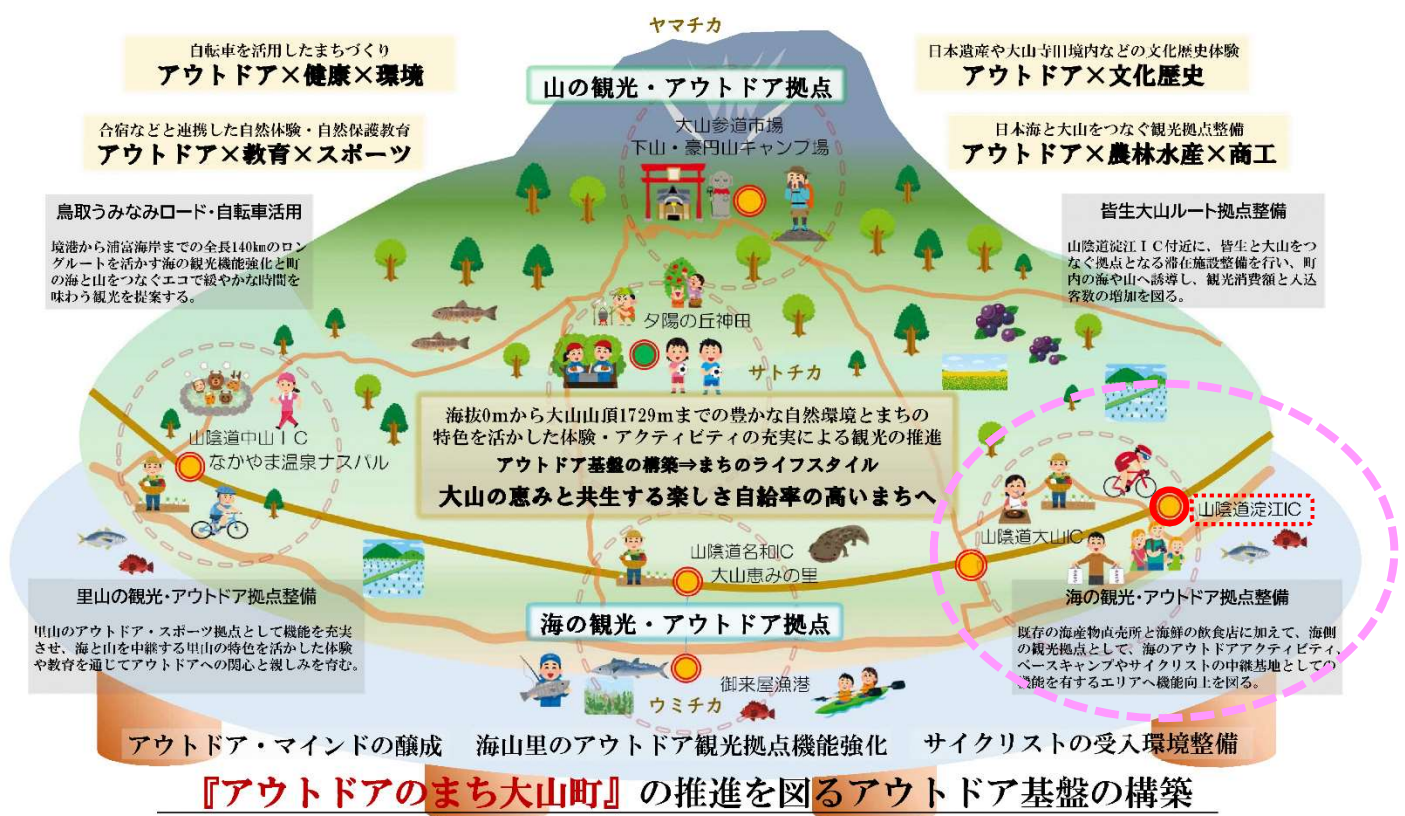 ヤマチカ
自転車を活用したまちづくり
アウトドア×健康×環境
合宿などと連携した自然体験・自然保護教育
アウトドア×教育×スポーツ
日本遺産や大山寺旧境内などの文化歴史体験
アウトドア×文化歴史
日本海と大山をつなぐ観光拠点整備
アウトドア×農林水産×商工
山の観光・アウトドア拠点
大山参道市場
下山・豪円山キャンプ場
鳥取うみなみロード・自転車活用
境港から浦富海岸までの全長140kmのロン
グルートを活かす海の観光機能強化と町
の海と山をつなぐエコで緩やかな時間を
味わう観光を提案する。
皆生大山ルート拠点整備
山陰道淀江ＩＣ付近に、皆生と大山をつ
なぐ拠点となる滞在施設整備を行い、町
内の海や山へ誘導し、観光消費額と入込
客数の増加を図る。
夕陽の丘神田
サトチカ
海抜0mから大山山頂1729mまでの豊かな自然環境とまちの
特色を活かした体験・アクティビティの充実による観光の推進
アウトドア基盤の構築⇒まちのライフスタイル
大山の恵みと共生する楽しさ自給率の高いまちへ
山陰道中山ＩＣ
なかやま温泉ナスパル
山陰道名和IC
大山恵みの里
山陰道大山IC
山陰道淀江IC
里山の観光・アウトドア拠点整備
里山のアウトドア・スポーツ拠点として機能を充実
させ、海と山を中継する里山の特色を活かした体験
や教育を通じてアウトドアへの関心と親しみを育む。
海の観光・アウトドア拠点
御来屋漁港
ウミチカ
海の観光・アウトドア拠点整備
既存の海産物直売所と海鮮の飲食店に加えて、海側
の観光拠点として、海のアウトドアアクティビティ、
ベースキャンプやサイクリストの中継基地としての
機能を有するエリアへ機能向上を図る。
アウトドア・マインドの醸成
海山里のアウトドア観光拠点機能強化
サイクリストの受入環境整備
『アウトドアのまち大山町』の推進を図るアウトドア基盤の構築